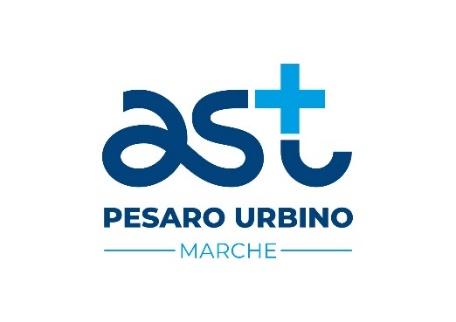 ast
PESARO URBINO
MARCHE